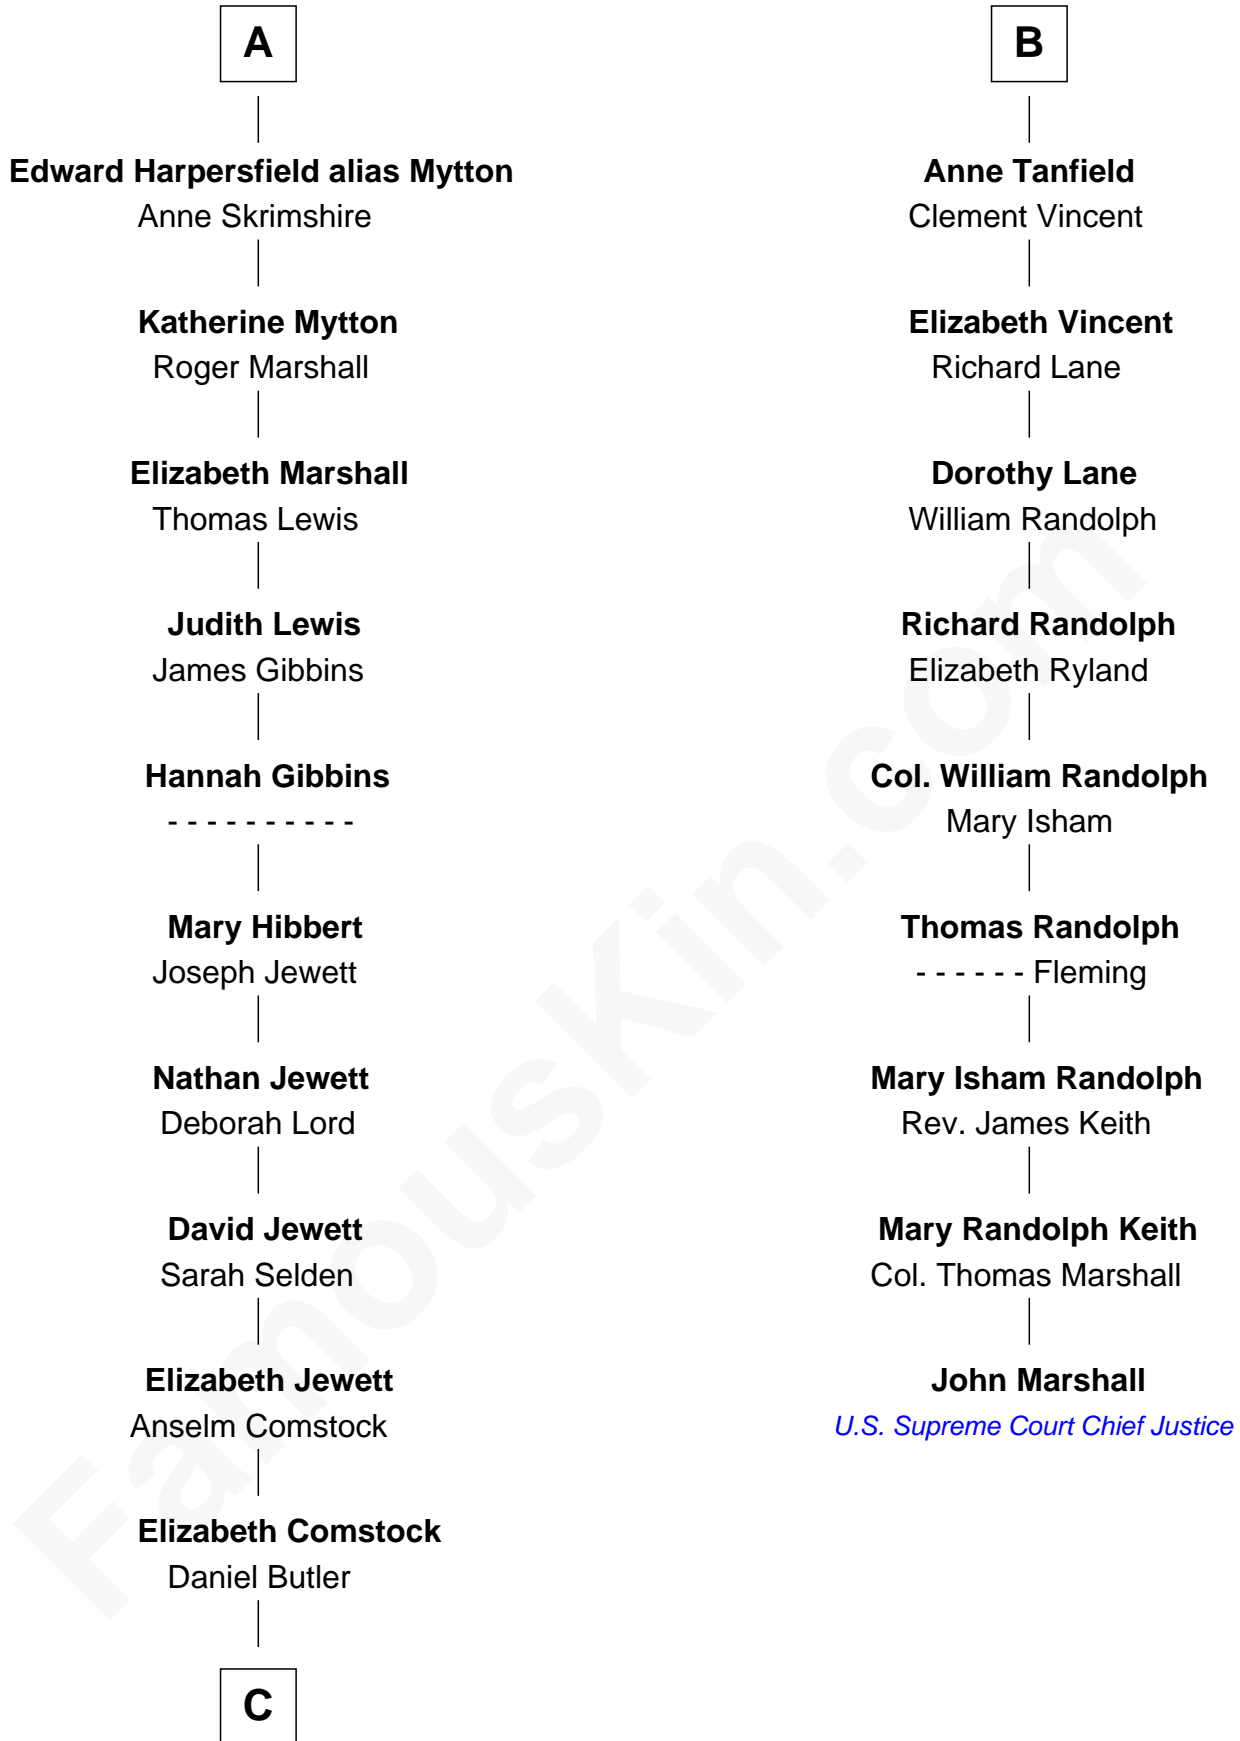 A
Edward Harpersfield alias Mytton
Anne Skrimshire
Katherine Mytton
Roger Marshall
Elizabeth Marshall
Thomas Lewis
Judith Lewis
James Gibbins
Hannah Gibbins
- - - - - - - - - -
Mary Hibbert
Joseph Jewett
Nathan Jewett
Deborah Lord
David Jewett
Sarah Selden
Elizabeth Jewett
Anselm Comstock
Elizabeth Comstock
Daniel Butler
C
B
Anne Tanfield
Clement Vincent
Elizabeth Vincent
Richard Lane
Dorothy Lane
William Randolph
Richard Randolph
Elizabeth Ryland
Col. William Randolph
Mary Isham
Thomas Randolph
- - - - - - Fleming
Mary Isham Randolph
Rev. James Keith
Mary Randolph Keith
Col. Thomas Marshall
John Marshall
U.S. Supreme Court Chief Justice
FamousKin.com